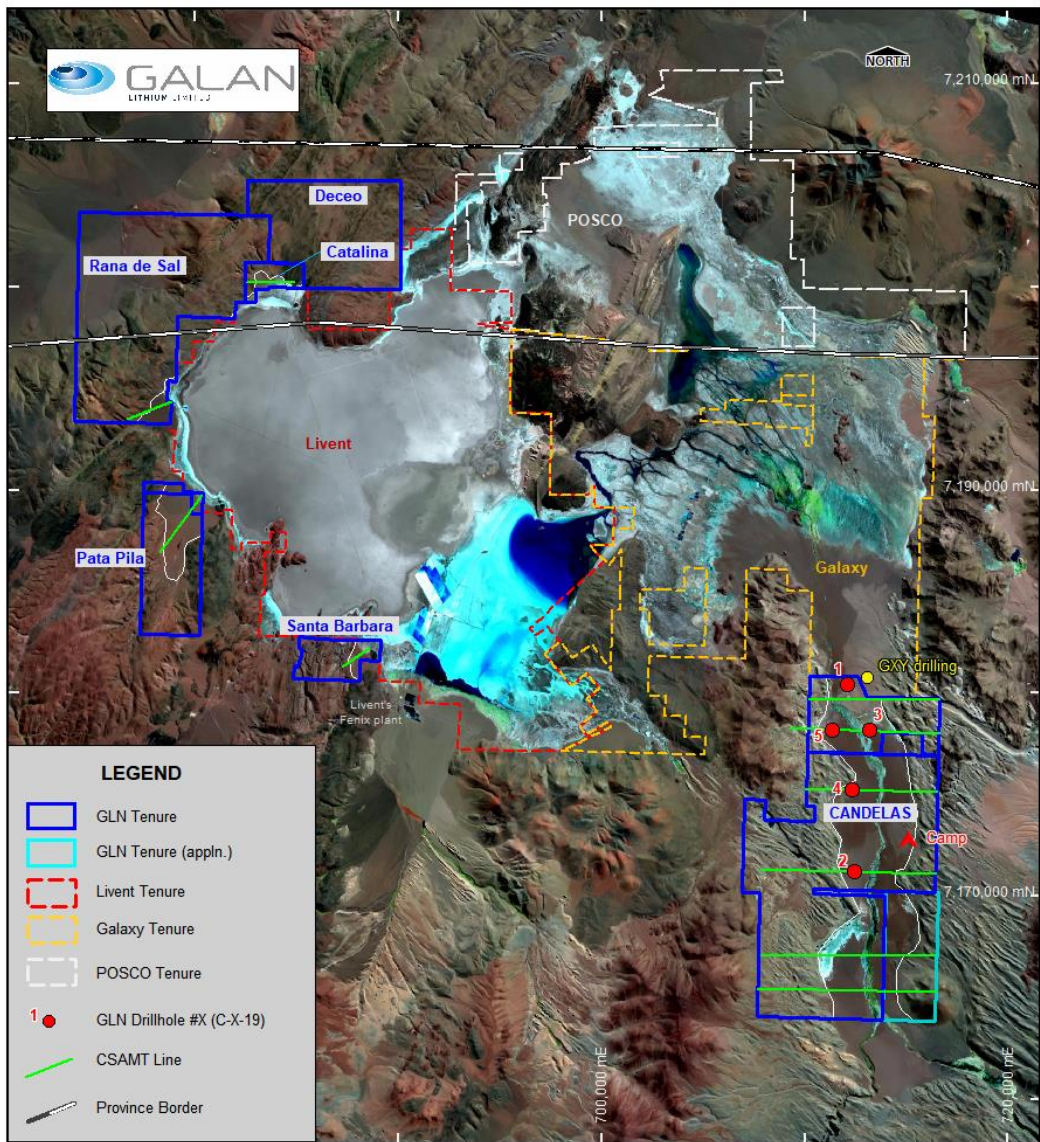 GALAN
LITHIUM LIMITED
NORTH
7,210,000 mN
Deceo
Catalina
Rana de Sal
POSCO
Livent
7,190,000 mN
Pata Pila
Galaxy
Santa Barbara
GXY drilling
1
Livent's
Fenix plant
3
5
4
CANDELAS
Camp
2
7,170,000 mN
700,000 mE
720,000 mE
LEGEND
GLN Tenure
GLN Tenure (appln.)
Livent Tenure
Galaxy Tenure
POSCO Tenure
1
GLN Drillhole #X (C-X-19)
CSAMT Line
Province Border